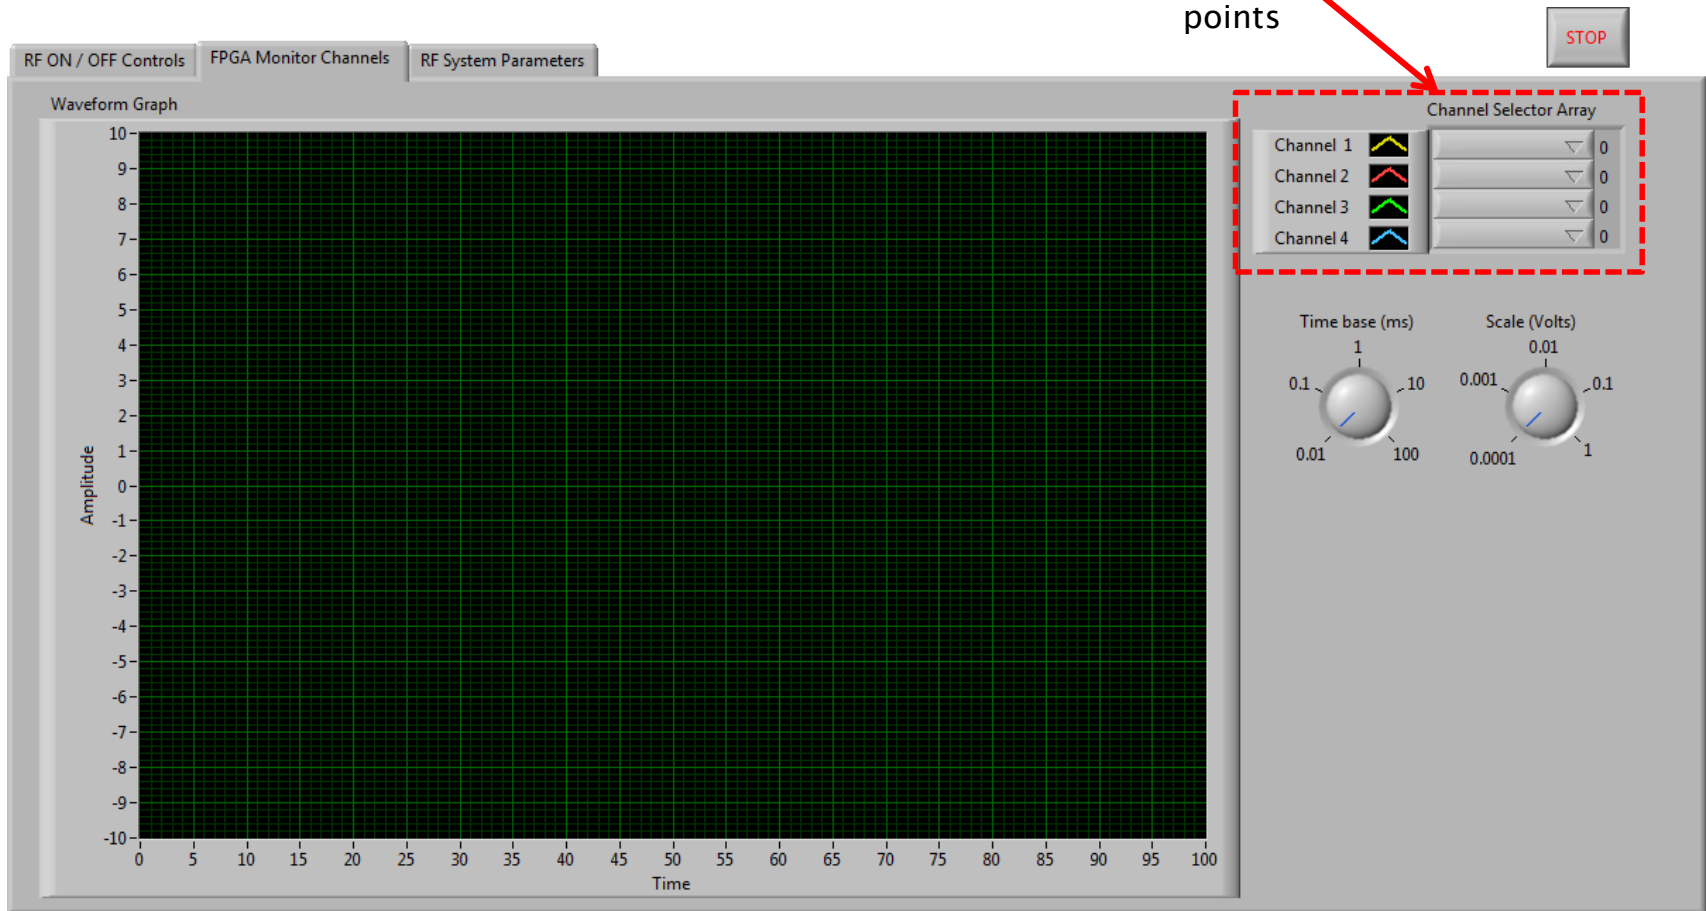 points
STOP
RF ON / OFF Controls
FPGA Monitor Channels
RF System Parameters
Waveform Graph
Channel Selector Array
Channel 1
0
Channel 2
0
Channel 3
0
Channel 4
0
Time base (ms)
1
0.1
10
0.01
100
Scale (Volts)
0.01
0.001
0.1
0.0001
1
Amplitude
10
9
8
7
6
5
4
3
2
1
0
-1
-2
-3
-4
-5
-6
-7
-8
-9
-10
0 5 10 15 20 25 30 35 40 45 50 55 60 65 70 75 80 85 90 95 100
Time